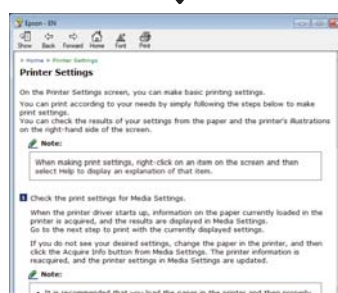 Epson - EN
Show Back Forward Home Font Print
> Home > Printer Settings
Printer Settings
On the Printer Settings screen, you can make basic printing settings.
You can print according to your needs by simply following the steps below to make
print settings.
You can check the results of your settings from the paper and the printer's illustrations
on the right-hand side of the screen.
Note:
When making print settings, right-click on an item on the screen and then
select Help to display an explanation of that item.
1 Check the print settings for Media Settings.
When the printer driver starts up, information on the paper currently loaded in the
printer is acquired, and the results are displayed in Media Settings.
Go to the next step to print with the currently displayed settings.
If you do not see your desired settings, change the paper in the printer, and then
click the Acquire Info button from Media Settings. The printer information is
reacquired, and the printer settings in Media Settings are updated.
Note:
• It is recommended that you load the paper in the printer and then properly